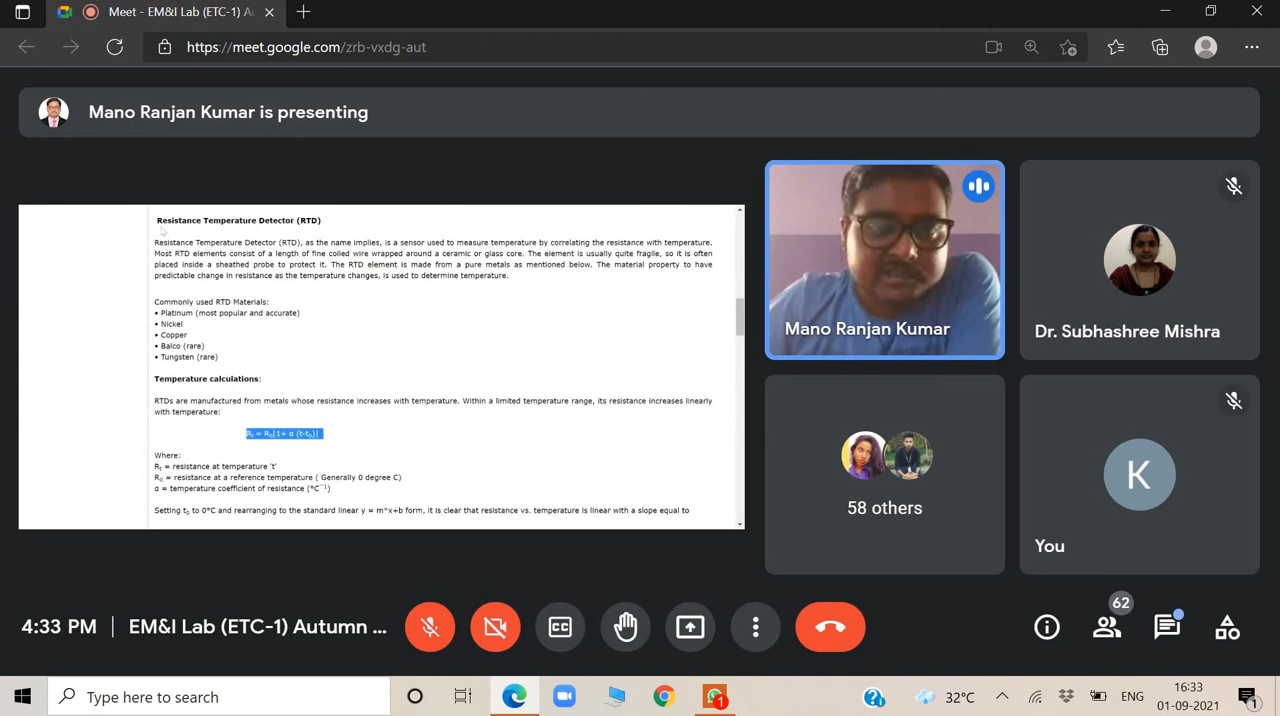 Meet - EM&I Lab (ETC-1) Au
https://meet.google.com/zrb-vxdg-aut
Mano Ranjan Kumar is presenting
Resistance Temperature Detector (RTD)
Resistance Temperature Detector (RTD), as the name implies, is a sensor used to measure temperature by correlating the resistance with temperature.
Most RTD elements consist of a length of fine coiled wire wrapped around a ceramic or glass core. The element is usually quite fragile, so it is often
placed inside a sheathed probe to protect it. The RTD element is made from a pure metals as mentioned below. The material property to have
predictable change in resistance as the temperature changes, is used to determine temperature.
Commonly used RTD Materials:
• Platinum (most popular and accurate)
• Nickel
• Copper
• Balco (rare)
• Tungsten (rare)
Temperature calculations:
RTDs are manufactured from metals whose resistance increases with temperature. Within a limited temperature range, its resistance increases linearly
with temperature:
Rt = R0[1+ α (t-t0)]
Where:
Rt = resistance at temperature 't'
R0 = resistance at a reference temperature ( Generally 0 degree C)
α = temperature coefficient of resistance (°C⁻¹)
Setting t0 to 0°C and rearranging to the standard linear y = m*x+b form, it is clear that resistance vs. temperature is linear with a slope equal to
Mano Ranjan Kumar
Dr. Subhashree Mishra
58 others
K
You
4:33 PM | EM&I Lab (ETC-1) Autumn ...
CC
62
Type here to search
1
32°C
ENG
16:33
01-09-2021
1